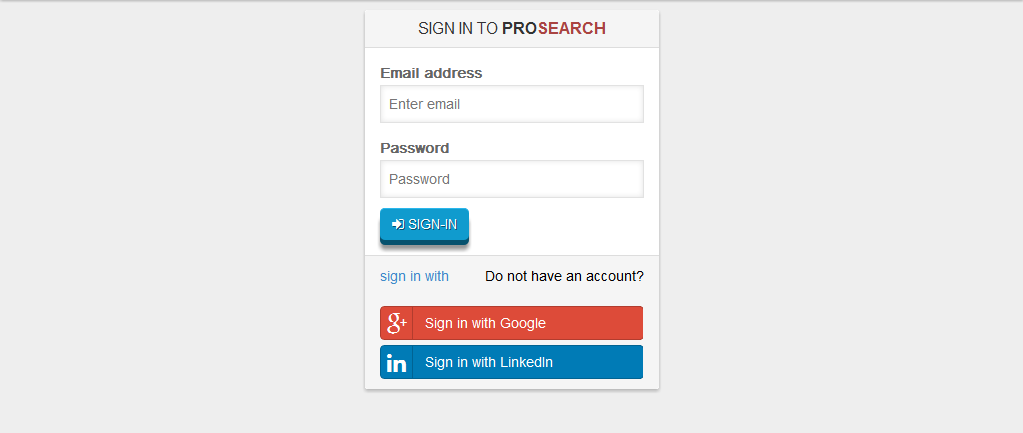 SIGN IN TO PROSEARCH
Email address
Enter email
Password
Password
SIGN-IN
sign in with Do not have an account?
g+ Sign in with Google
in Sign in with LinkedIn